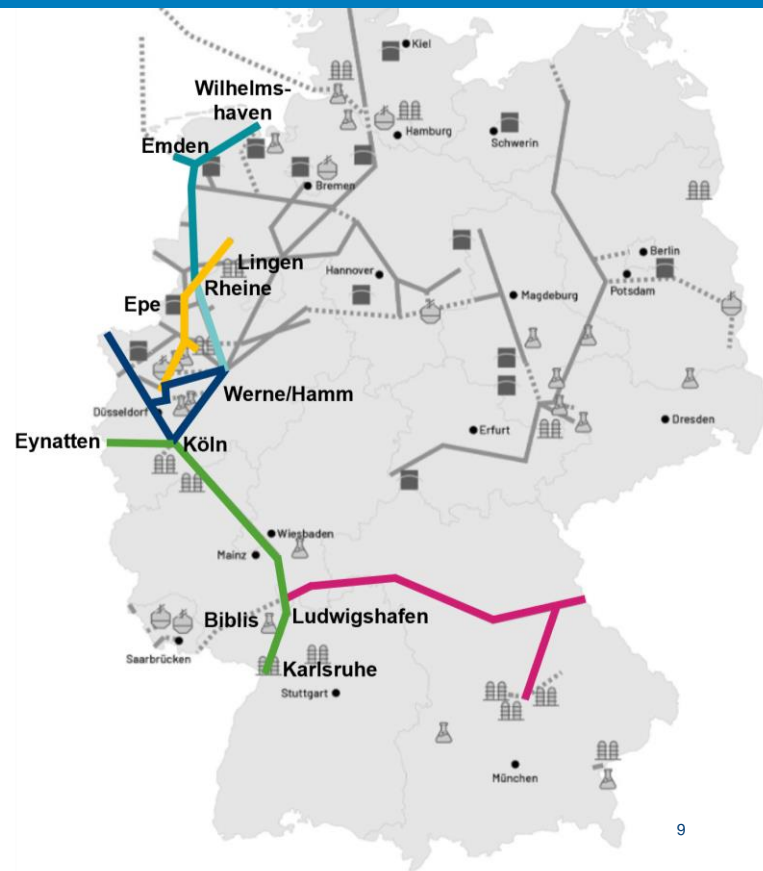 Kiel
Wilhelms-
haven
Hamburg
Schwerin
Emden
Bremen
Berlin
Lingen
Hannover
Potsdam
Rheine
Magdeburg
Epe
Werne/Hamm
Düsseldorf
Dresden
Erfurt
Eynatten
Köln
Wiesbaden
Mainz
Biblis
Ludwigshafen
Saarbrücken
Karlsruhe
Stuttgart
München
9